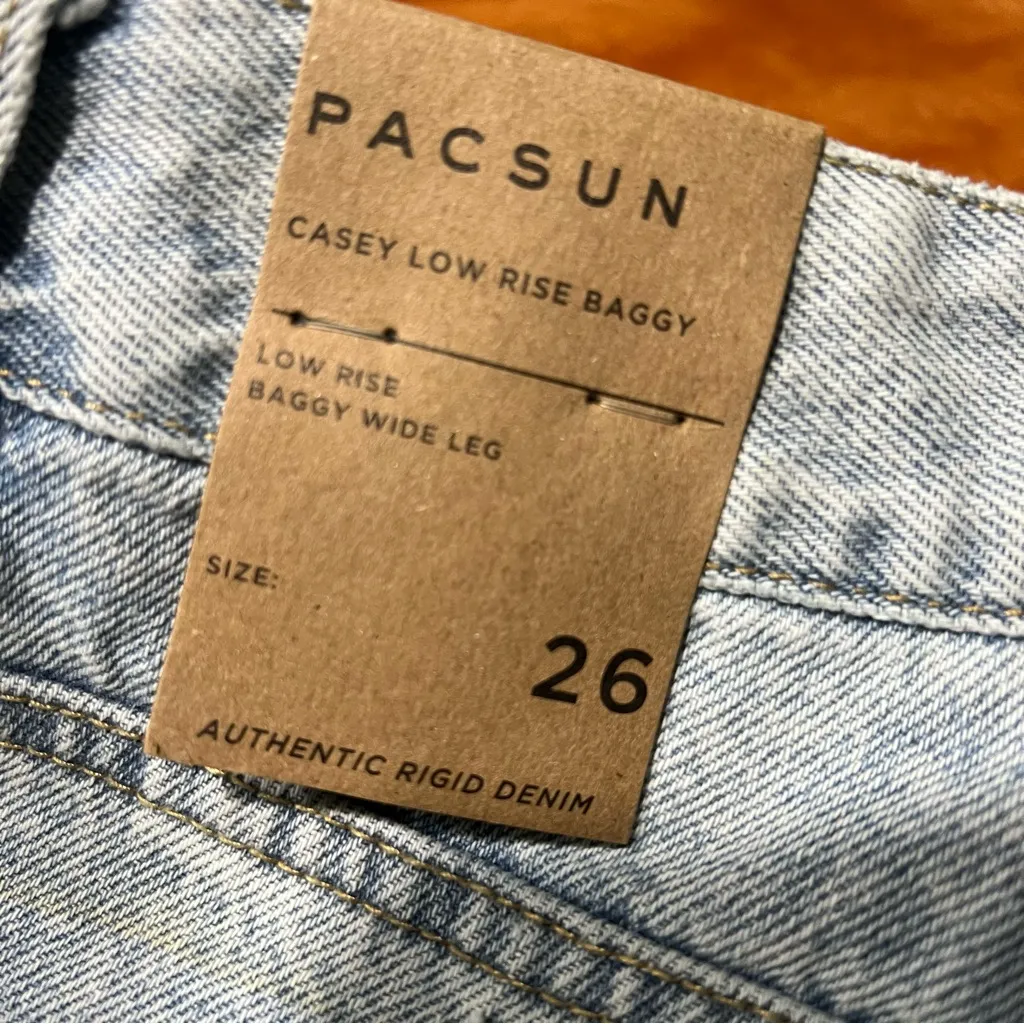 PACSUN
CASEY LOW RISE BAGGY
LOW RISE
BAGGY WIDE LEG
SIZE:
26
AUTHENTIC RIGID DENIM